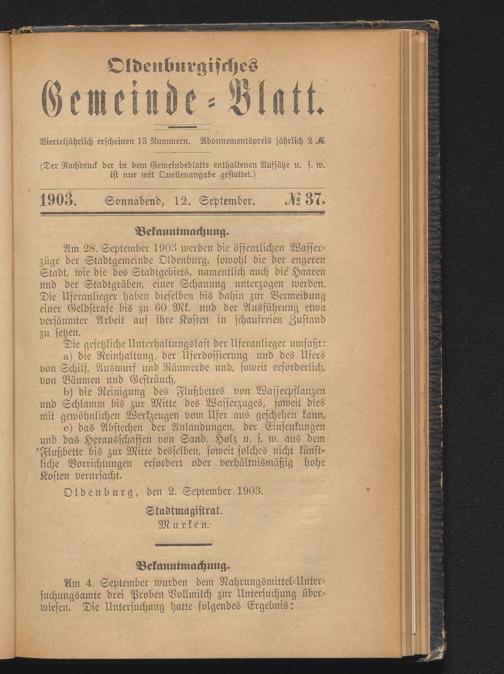 Oldenburgisches
Gemeinde-Blatt.
Vierteljährlich erscheinen 13 Nummern. Abonnementspreis jährlich 2 ℳ.
(Der Nachdruck der in dem Gemeindeblatte enthaltenen Aufsätze u. s. w.
ist nur mit Quellenangabe gestattet.)
1903. Sonnabend, 12. September. № 37.
Bekanntmachung.
Am 28. September 1903 werden die öffentlichen Wasser-
züge der Stadtgemeinde Oldenburg, sowohl die der engeren
Stadt, wie die des Stadtgebiets, namentlich auch die Haaren
und der Stadtgräben, einer Schauung unterzogen werden.
Die Uferanlieger haben dieselben bis dahin zur Vermeidung
einer Geldstrafe bis zu 60 Mk. und der Ausführung etwa
versäumter Arbeit auf ihre Kosten in schaufreien Zustand
zu setzen.
Die gesetzliche Unterhaltungslast der Uferanlieger umfaßt:
a) die Reinhaltung, der Uferdossierung und des Ufers
von Schilf, Auswurf und Räumerde und, soweit erforderlich,
von Bäumen und Gesträuch,
b) die Reinigung des Flußbettes von Wasserpflanzen
und Schlamm bis zur Mitte des Wasserzuges, soweit dies
mit gewöhnlichen Werkzeugen vom Ufer aus geschehen kann,
c) das Abstechen der Anlandungen, der Einsenkungen
und das Herausschaffen von Sand, Holz u. s. w. aus dem
Flußbette bis zur Mitte desselben, soweit solches nicht künst-
liche Vorrichtungen erfordert oder verhältnismäßig hohe
Kosten verursacht.
Oldenburg, den 2. September 1903.
Stadtmagistrat.
Murken.
Bekanntmachung.
Am 4. September wurden dem Nahrungsmittel-Unter-
suchungsamte drei Proben Vollmilch zur Untersuchung über-
wiesen. Die Untersuchung hatte folgendes Ergebnis: